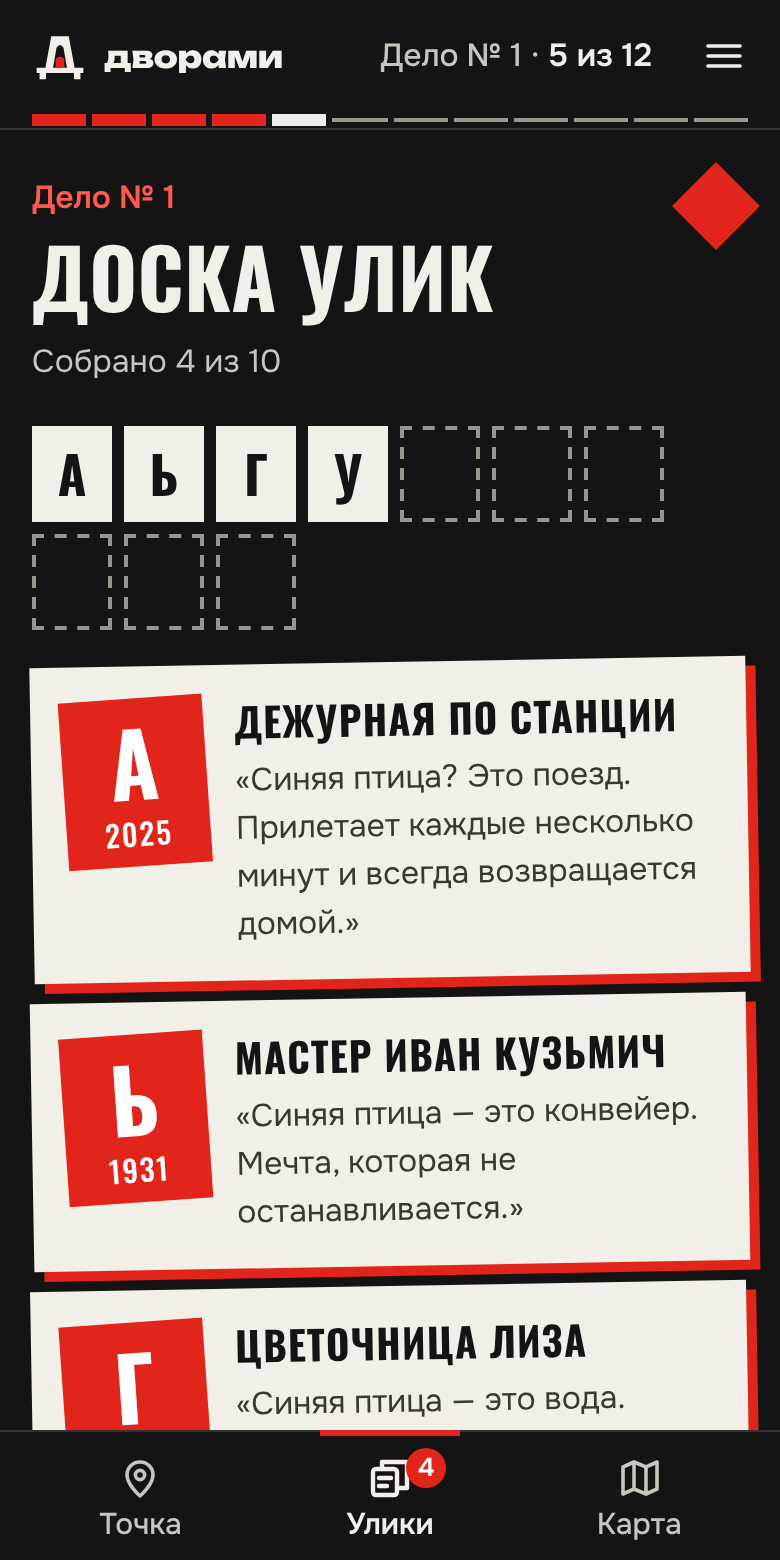 дворами
Дело № 1 · 5 из 12
Дело № 1
ДОСКА УЛИК
Собрано 4 из 10
А Ь Г У
А
2025
ДЕЖУРНАЯ ПО СТАНЦИИ
«Синяя птица? Это поезд.
Прилетает каждые несколько
минут и всегда возвращается
домой.»
Ь
1931
МАСТЕР ИВАН КУЗЬМИЧ
«Синяя птица — это конвейер.
Мечта, которая не
останавливается.»
Г
ЦВЕТОЧНИЦА ЛИЗА
«Синяя птица — это вода.
4
Точка
Улики
Карта